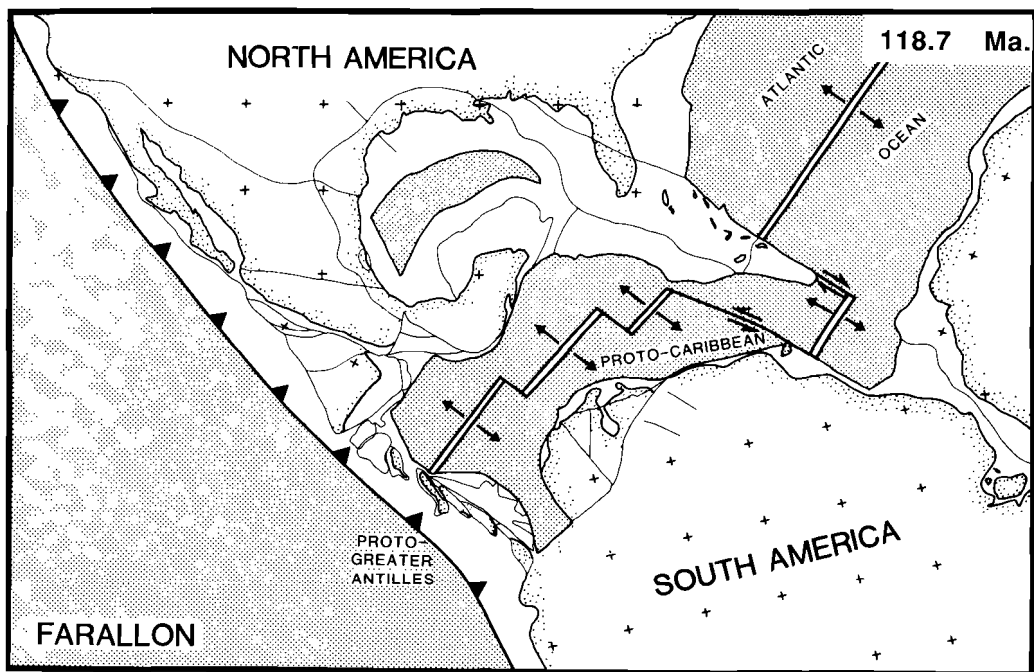 118.7 Ma.
NORTH AMERICA
ATLANTIC
OCEAN
PROTO-CARIBBEAN
PROTO-
GREATER
ANTILLES
SOUTH AMERICA
FARALLON